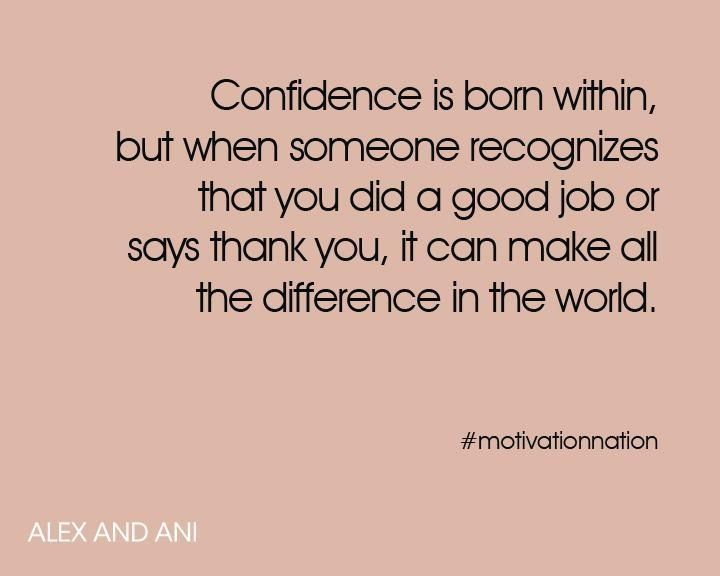 Confidence is born within,
but when someone recognizes
that you did a good job or
says thank you, it can make all
the difference in the world.
#motivationnation
ALEX AND ANI